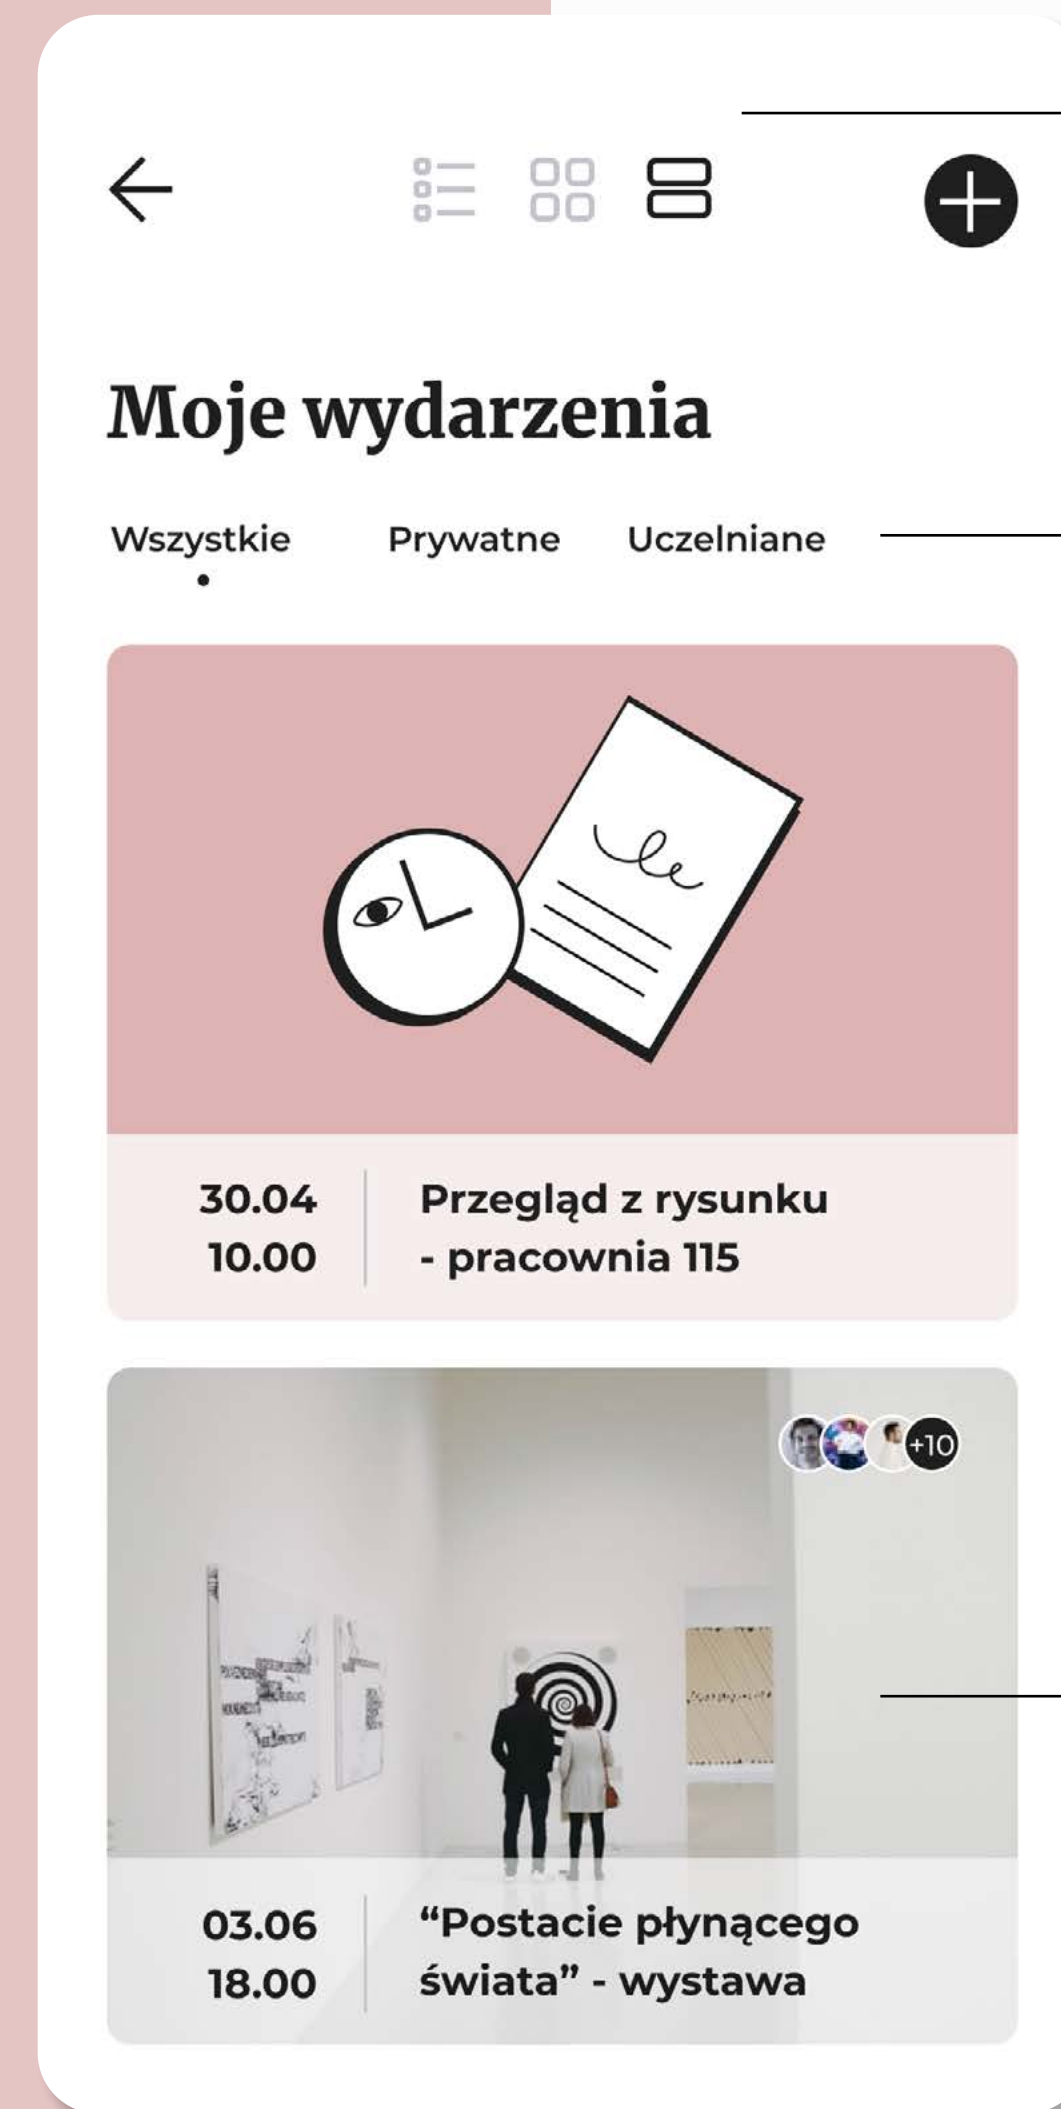 Moje wydarzenia
Wszystkie Prywatne Uczelniane
30.04
10.00
Przegląd z rysunku
- pracownia 115
+10
03.06
18.00
“Postacie płynącego
świata” - wystawa